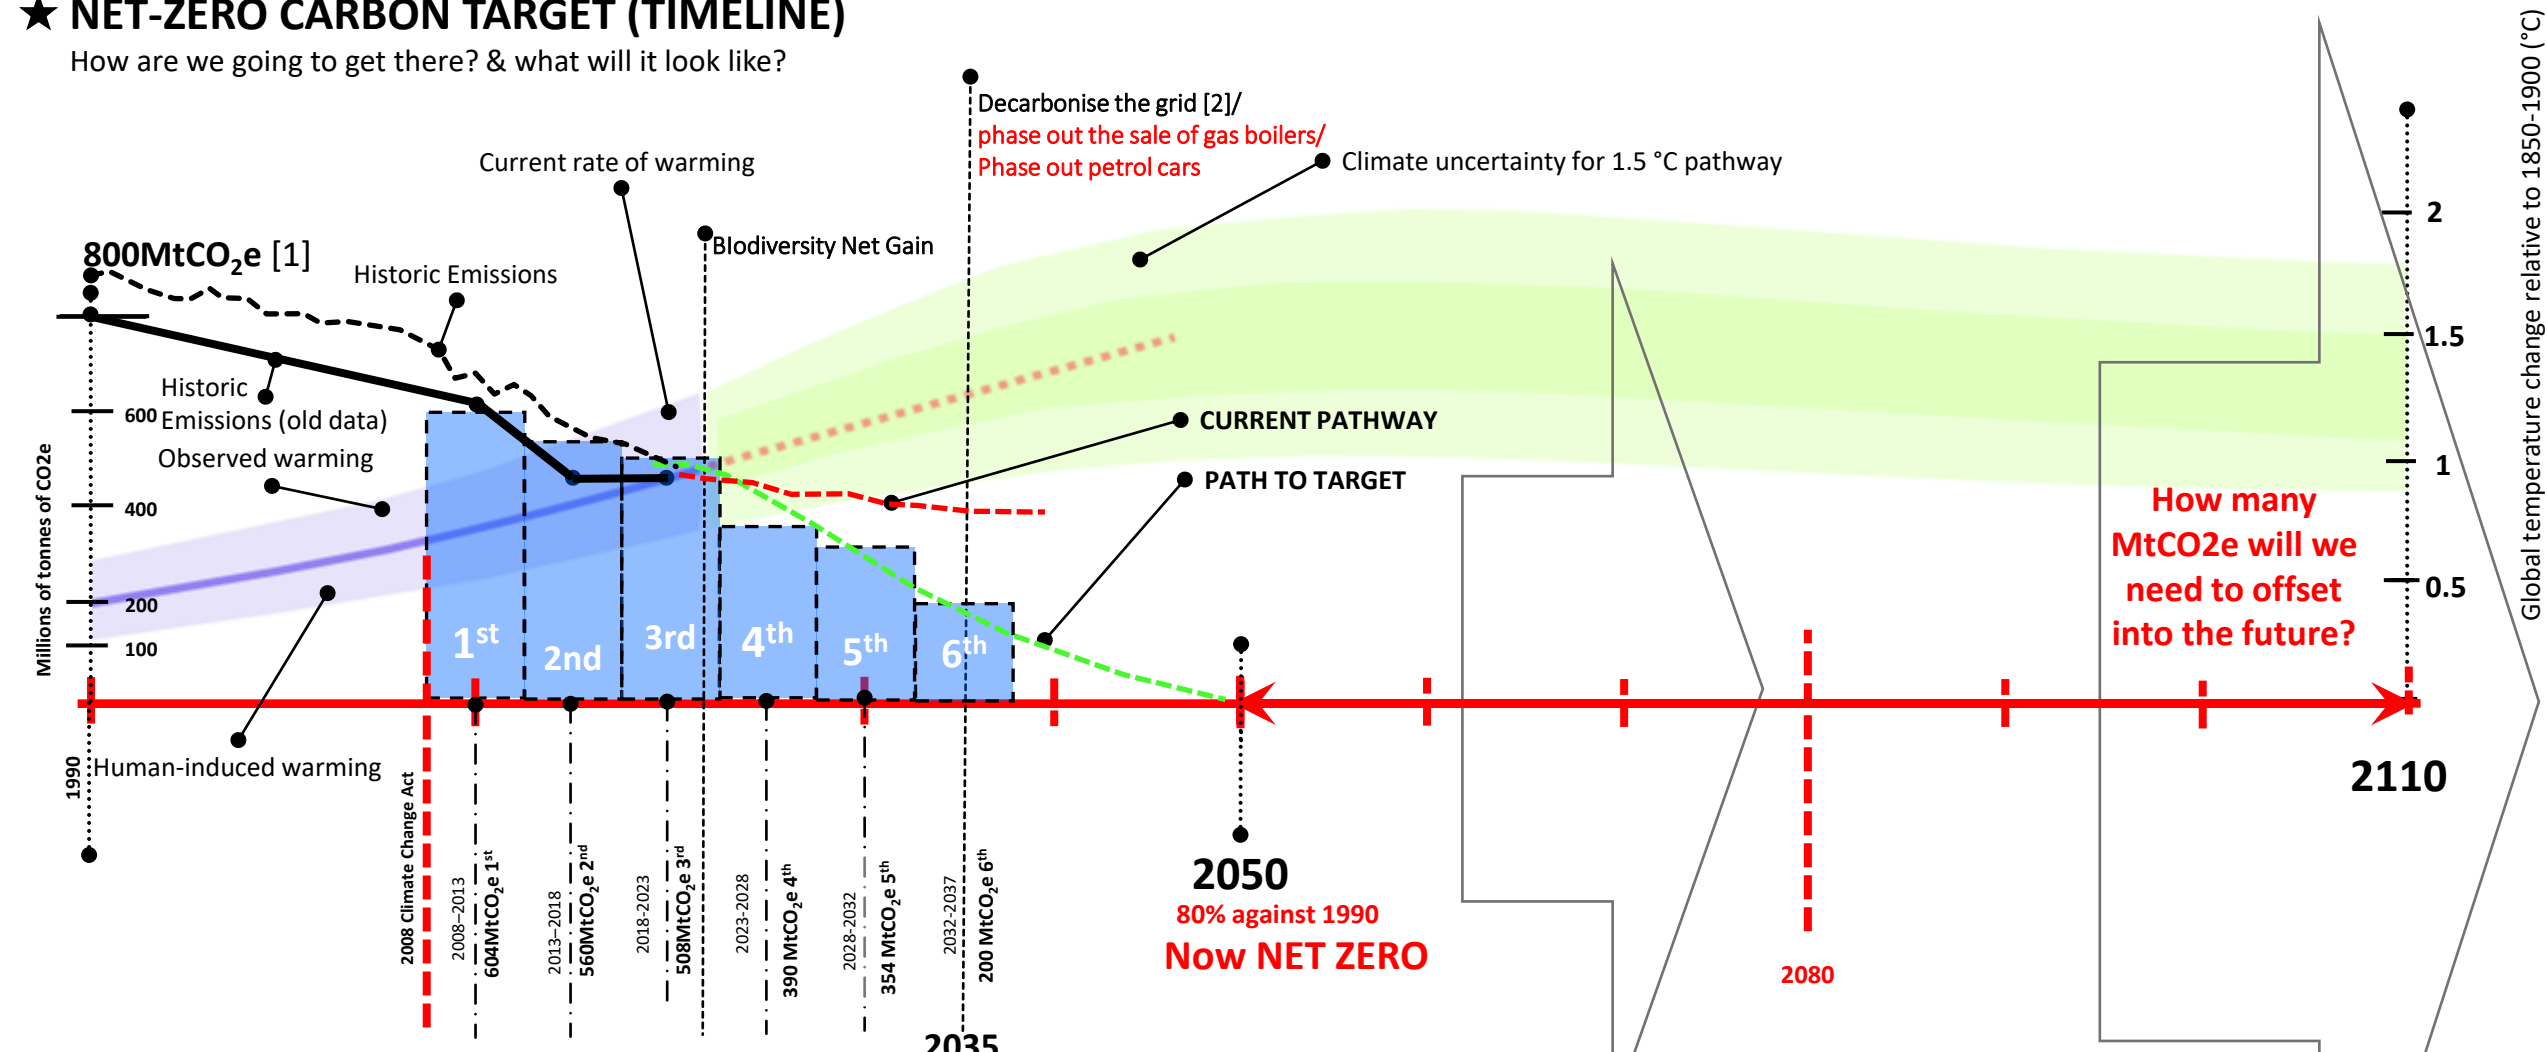 ★ NET-ZERO CARBON TARGET (TIMELINE)
How are we going to get there? & what will it look like?
Decarbonise the grid [2]/
phase out the sale of gas boilers/
Phase out petrol cars
Current rate of warming
Climate uncertainty for 1.5 °C pathway
BIodiversity Net Gain
800MtCO₂e [1]
Historic Emissions
Historic
Emissions (old data)
Observed warming
Human-induced warming
CURRENT PATHWAY
PATH TO TARGET
Millions of tonnes of CO2e
600
400
200
100
1st
2nd
3rd
4th
5th
6th
Global temperature change relative to 1850-1900 (°C)
2
1.5
1
0.5
How many
MtCO2e will we
need to offset
into the future?
1990
2008 Climate Change Act
2008–2013
604MtCO₂e 1st
2013–2018
560MtCO₂e 2nd
2018-2023
508MtCO₂e 3rd
2023-2028
390 MtCO₂e 4th
2028-2032
354 MtCO₂e 5th
2032-2037
200 MtCO₂e 6th
2035
2050
80% against 1990
Now NET ZERO
2080
2110